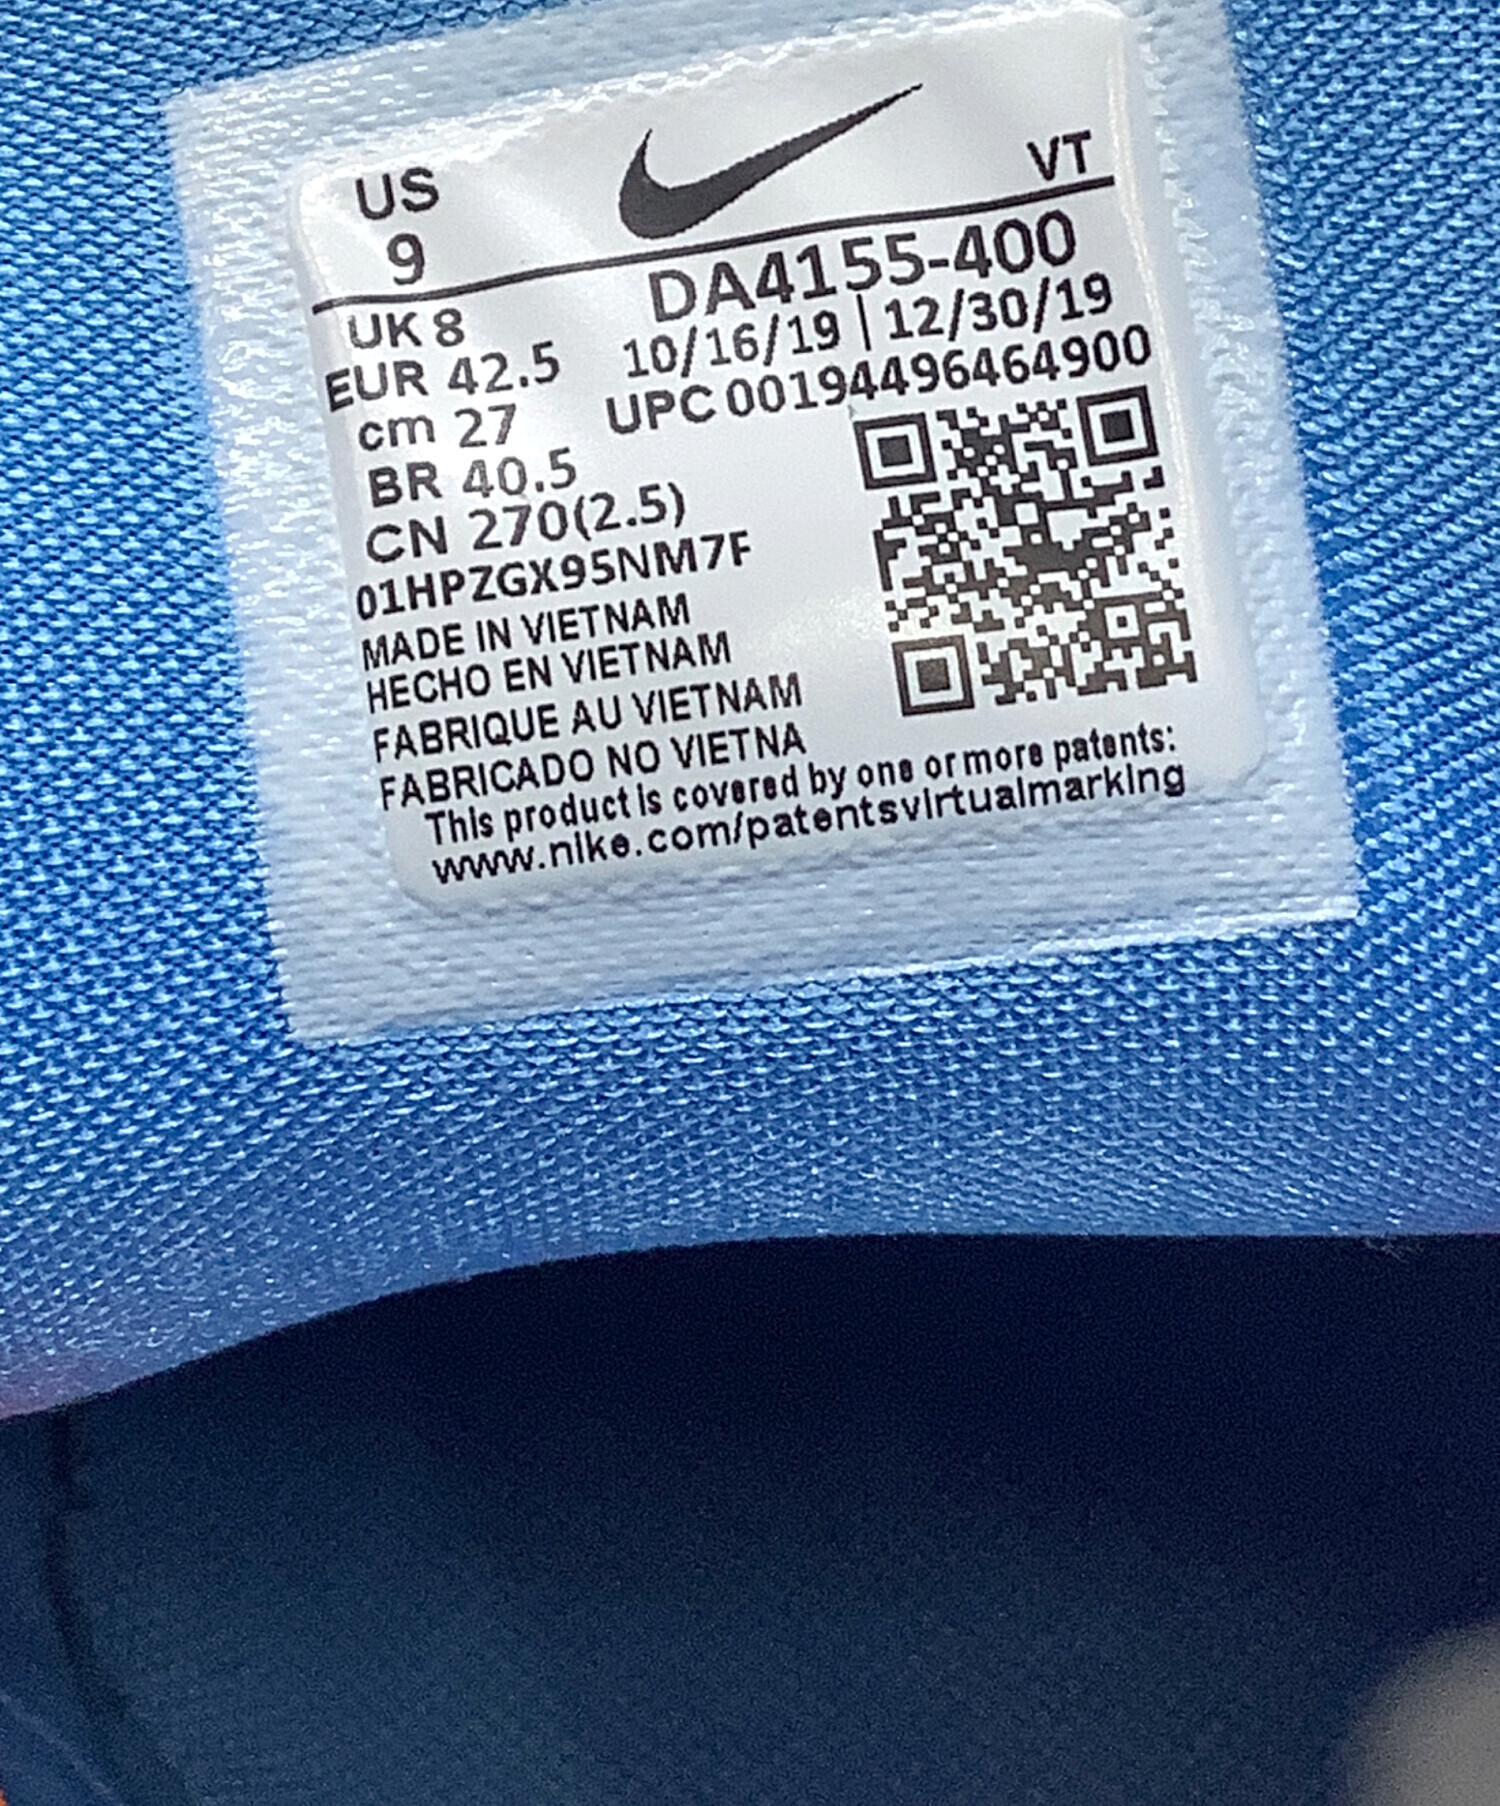 US
9
VT
UK 8
EUR 42.5
cm 27
BR 40.5
CN 270(2.5)
DA4155-400
10/16/19 | 12/30/19
UPC 00194496464900
01HPZGX95NM7F
MADE IN VIETNAM
HECHO EN VIETNAM
FABRIQUE AU VIETNAM
FABRICADO NO VIETNA
This product is covered by one or more patents:
www.nike.com/patentsvirtualmarking